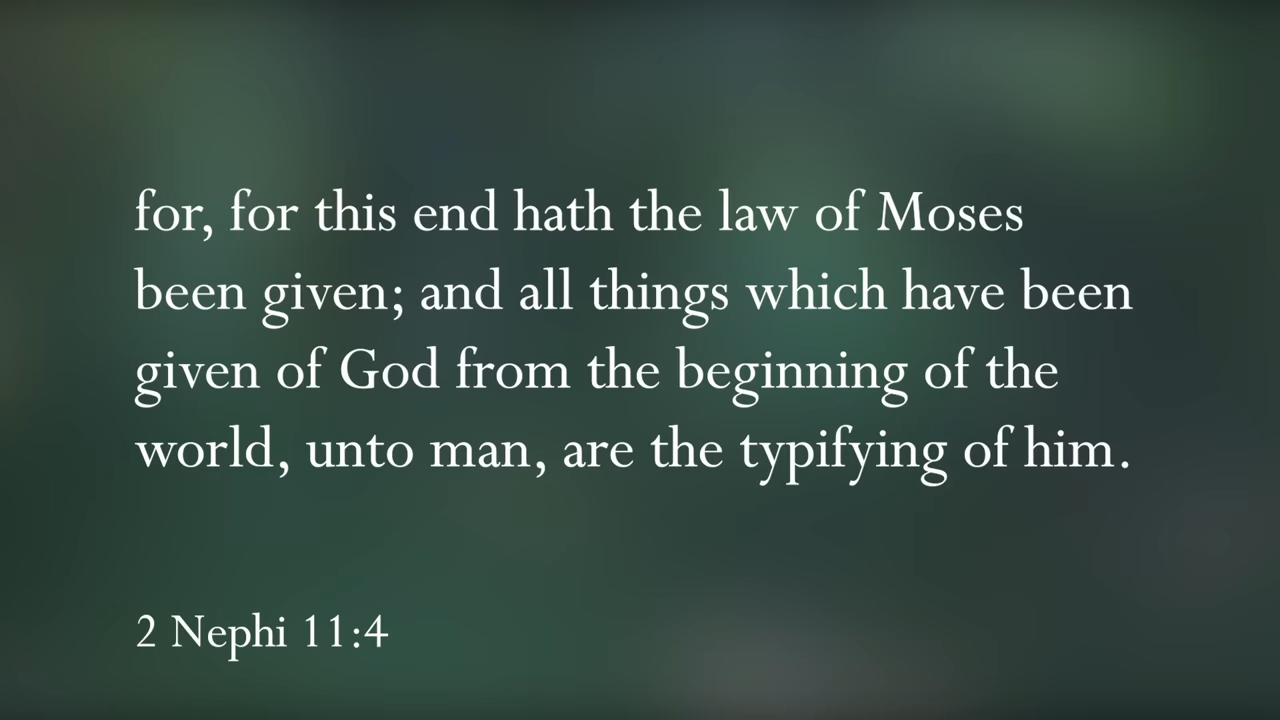 for, for this end hath the law of Moses
been given; and all things which have been
given of God from the beginning of the
world, unto man, are the typifying of him.
2 Nephi 11:4